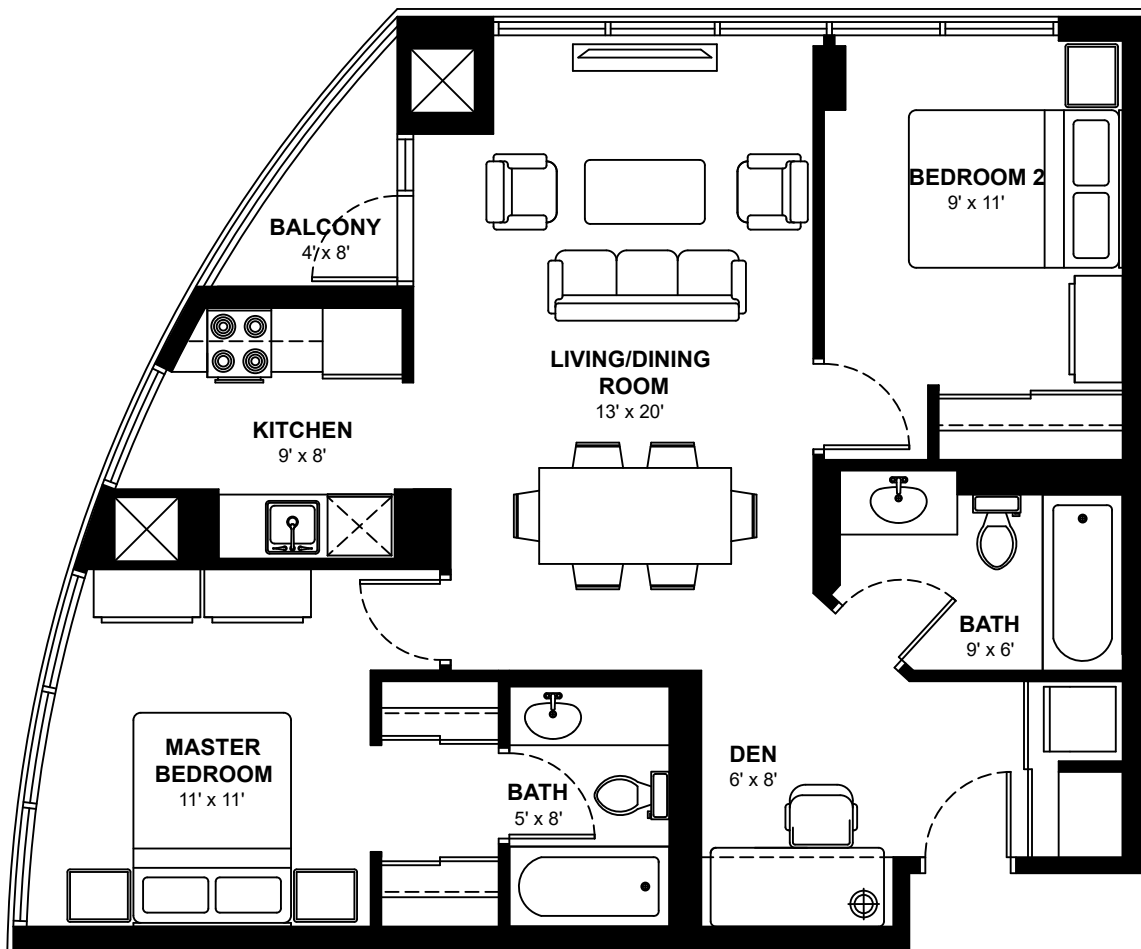 BEDROOM 2
9' x 11'
BALCONY
4' x 8'
LIVING/DINING
ROOM
13' x 20'
KITCHEN
9' x 8'
BATH
9' x 6'
MASTER
BEDROOM
11' x 11'
BATH
5' x 8'
DEN
6' x 8'